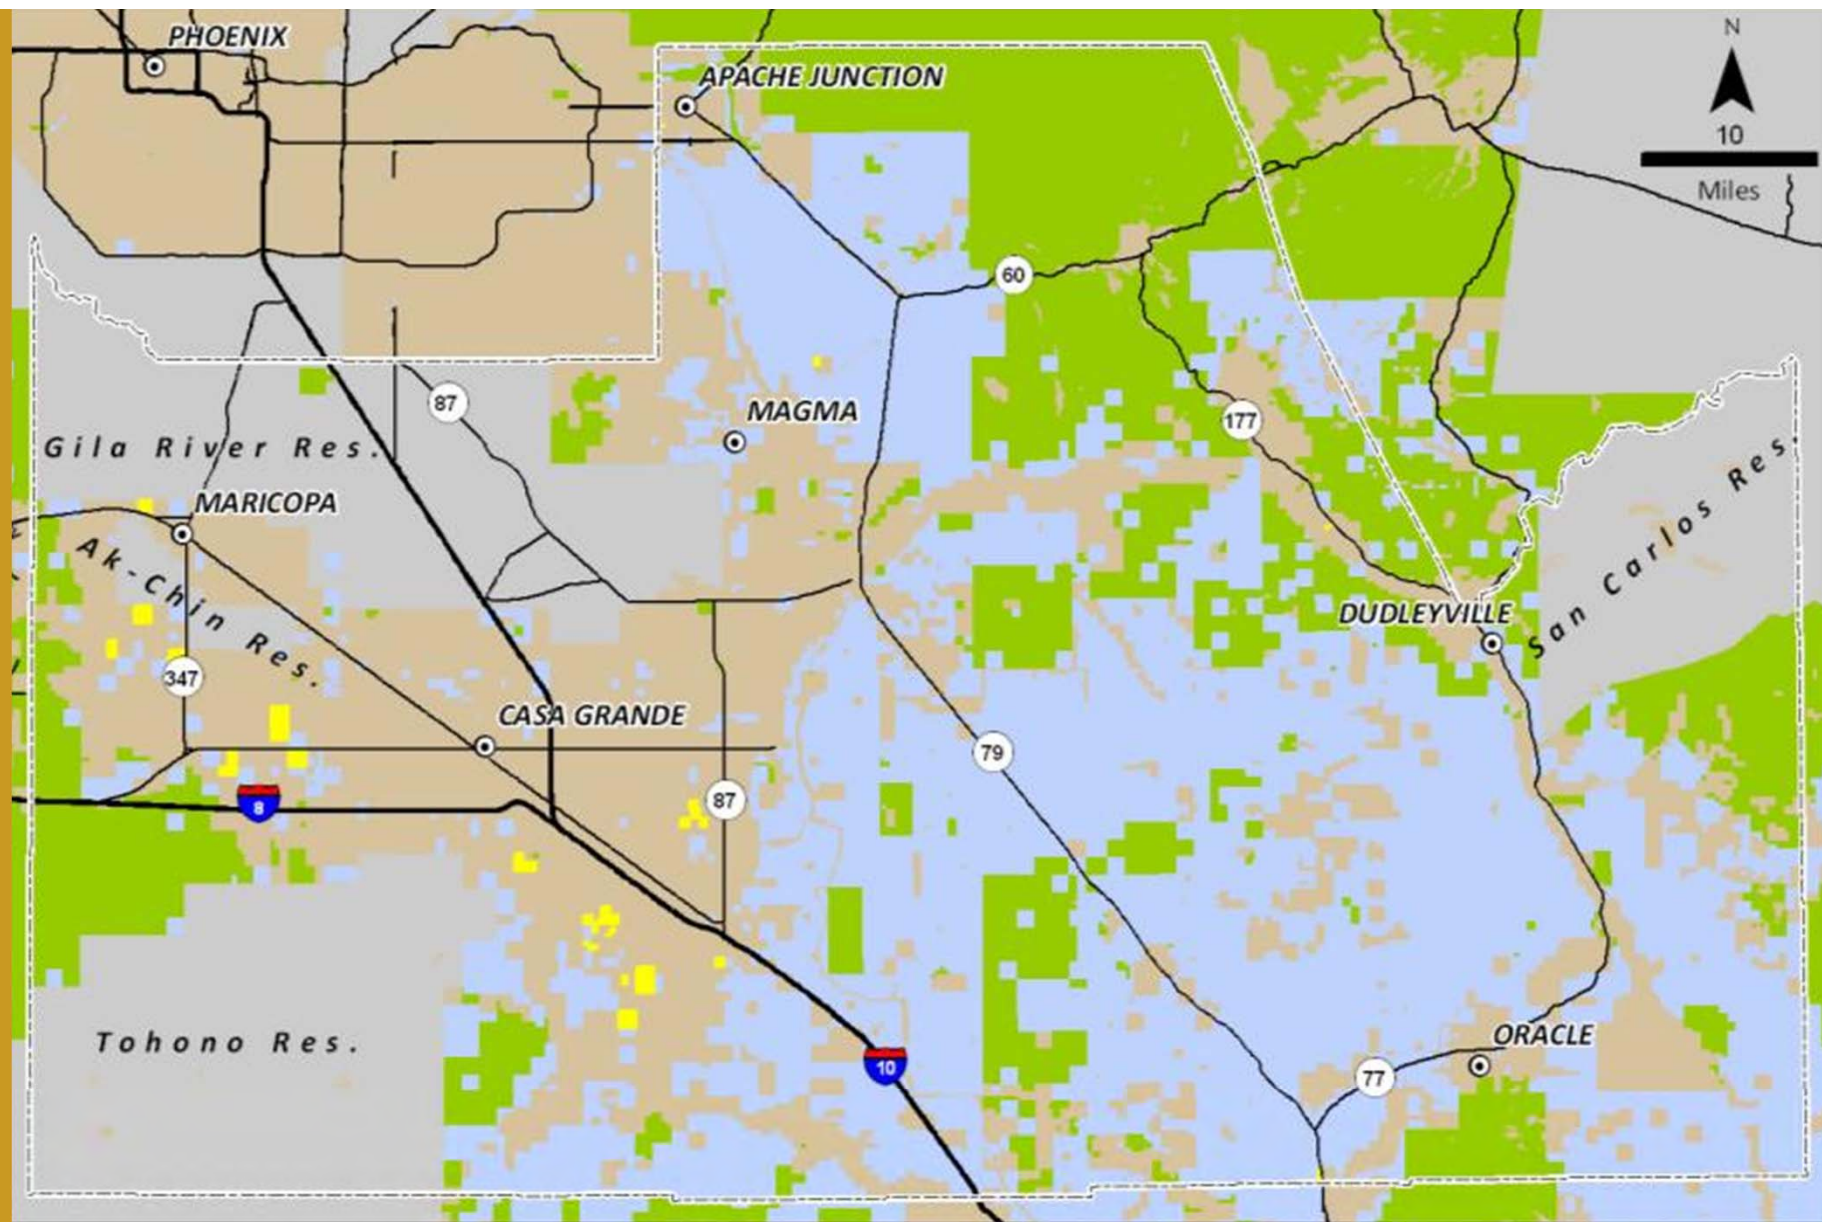 PHOENIX
N
APACHE JUNCTION
10
Miles
60
87
MAGMA
177
Gila River Res.
MARICOPA
Ak-Chin Res.
San Carlos Res.
DUDLEYVILLE
347
CASA GRANDE
79
8
87
Tohono Res.
ORACLE
10
77